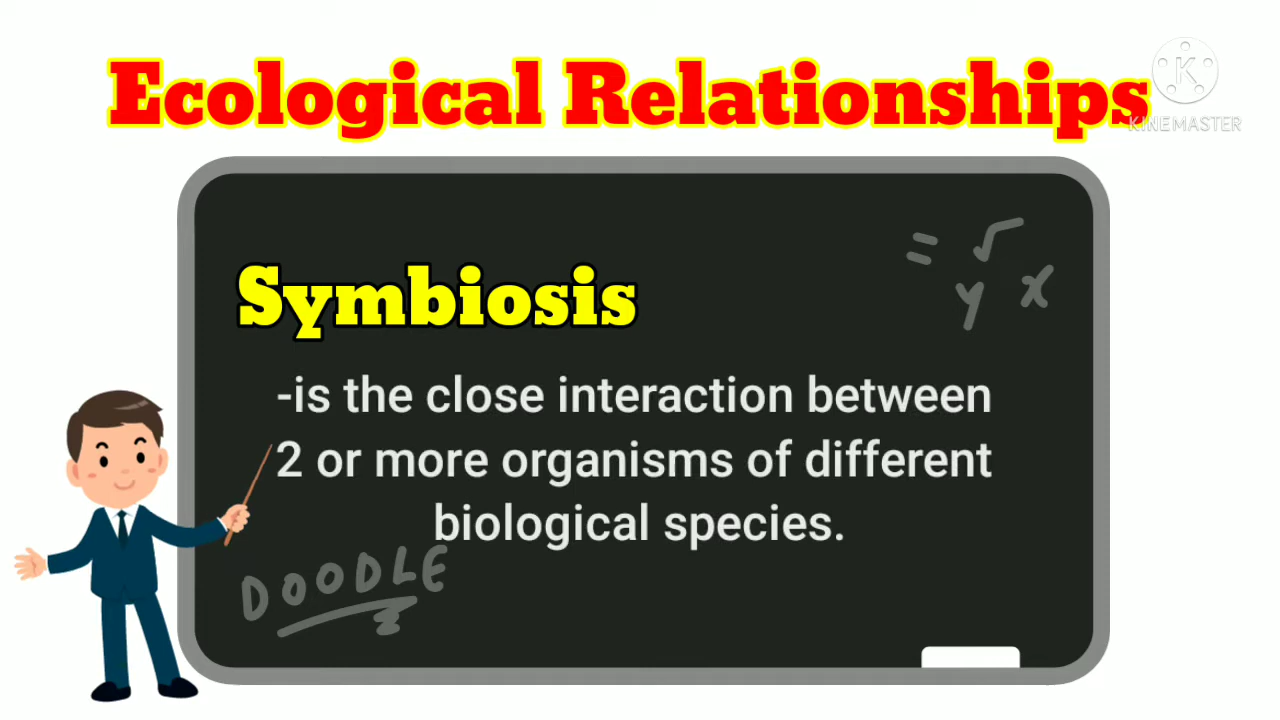 Ecological Relationships
K
KINEMASTER
Symbiosis
= √
y x
-is the close interaction between
2 or more organisms of different
biological species.
DOODLE